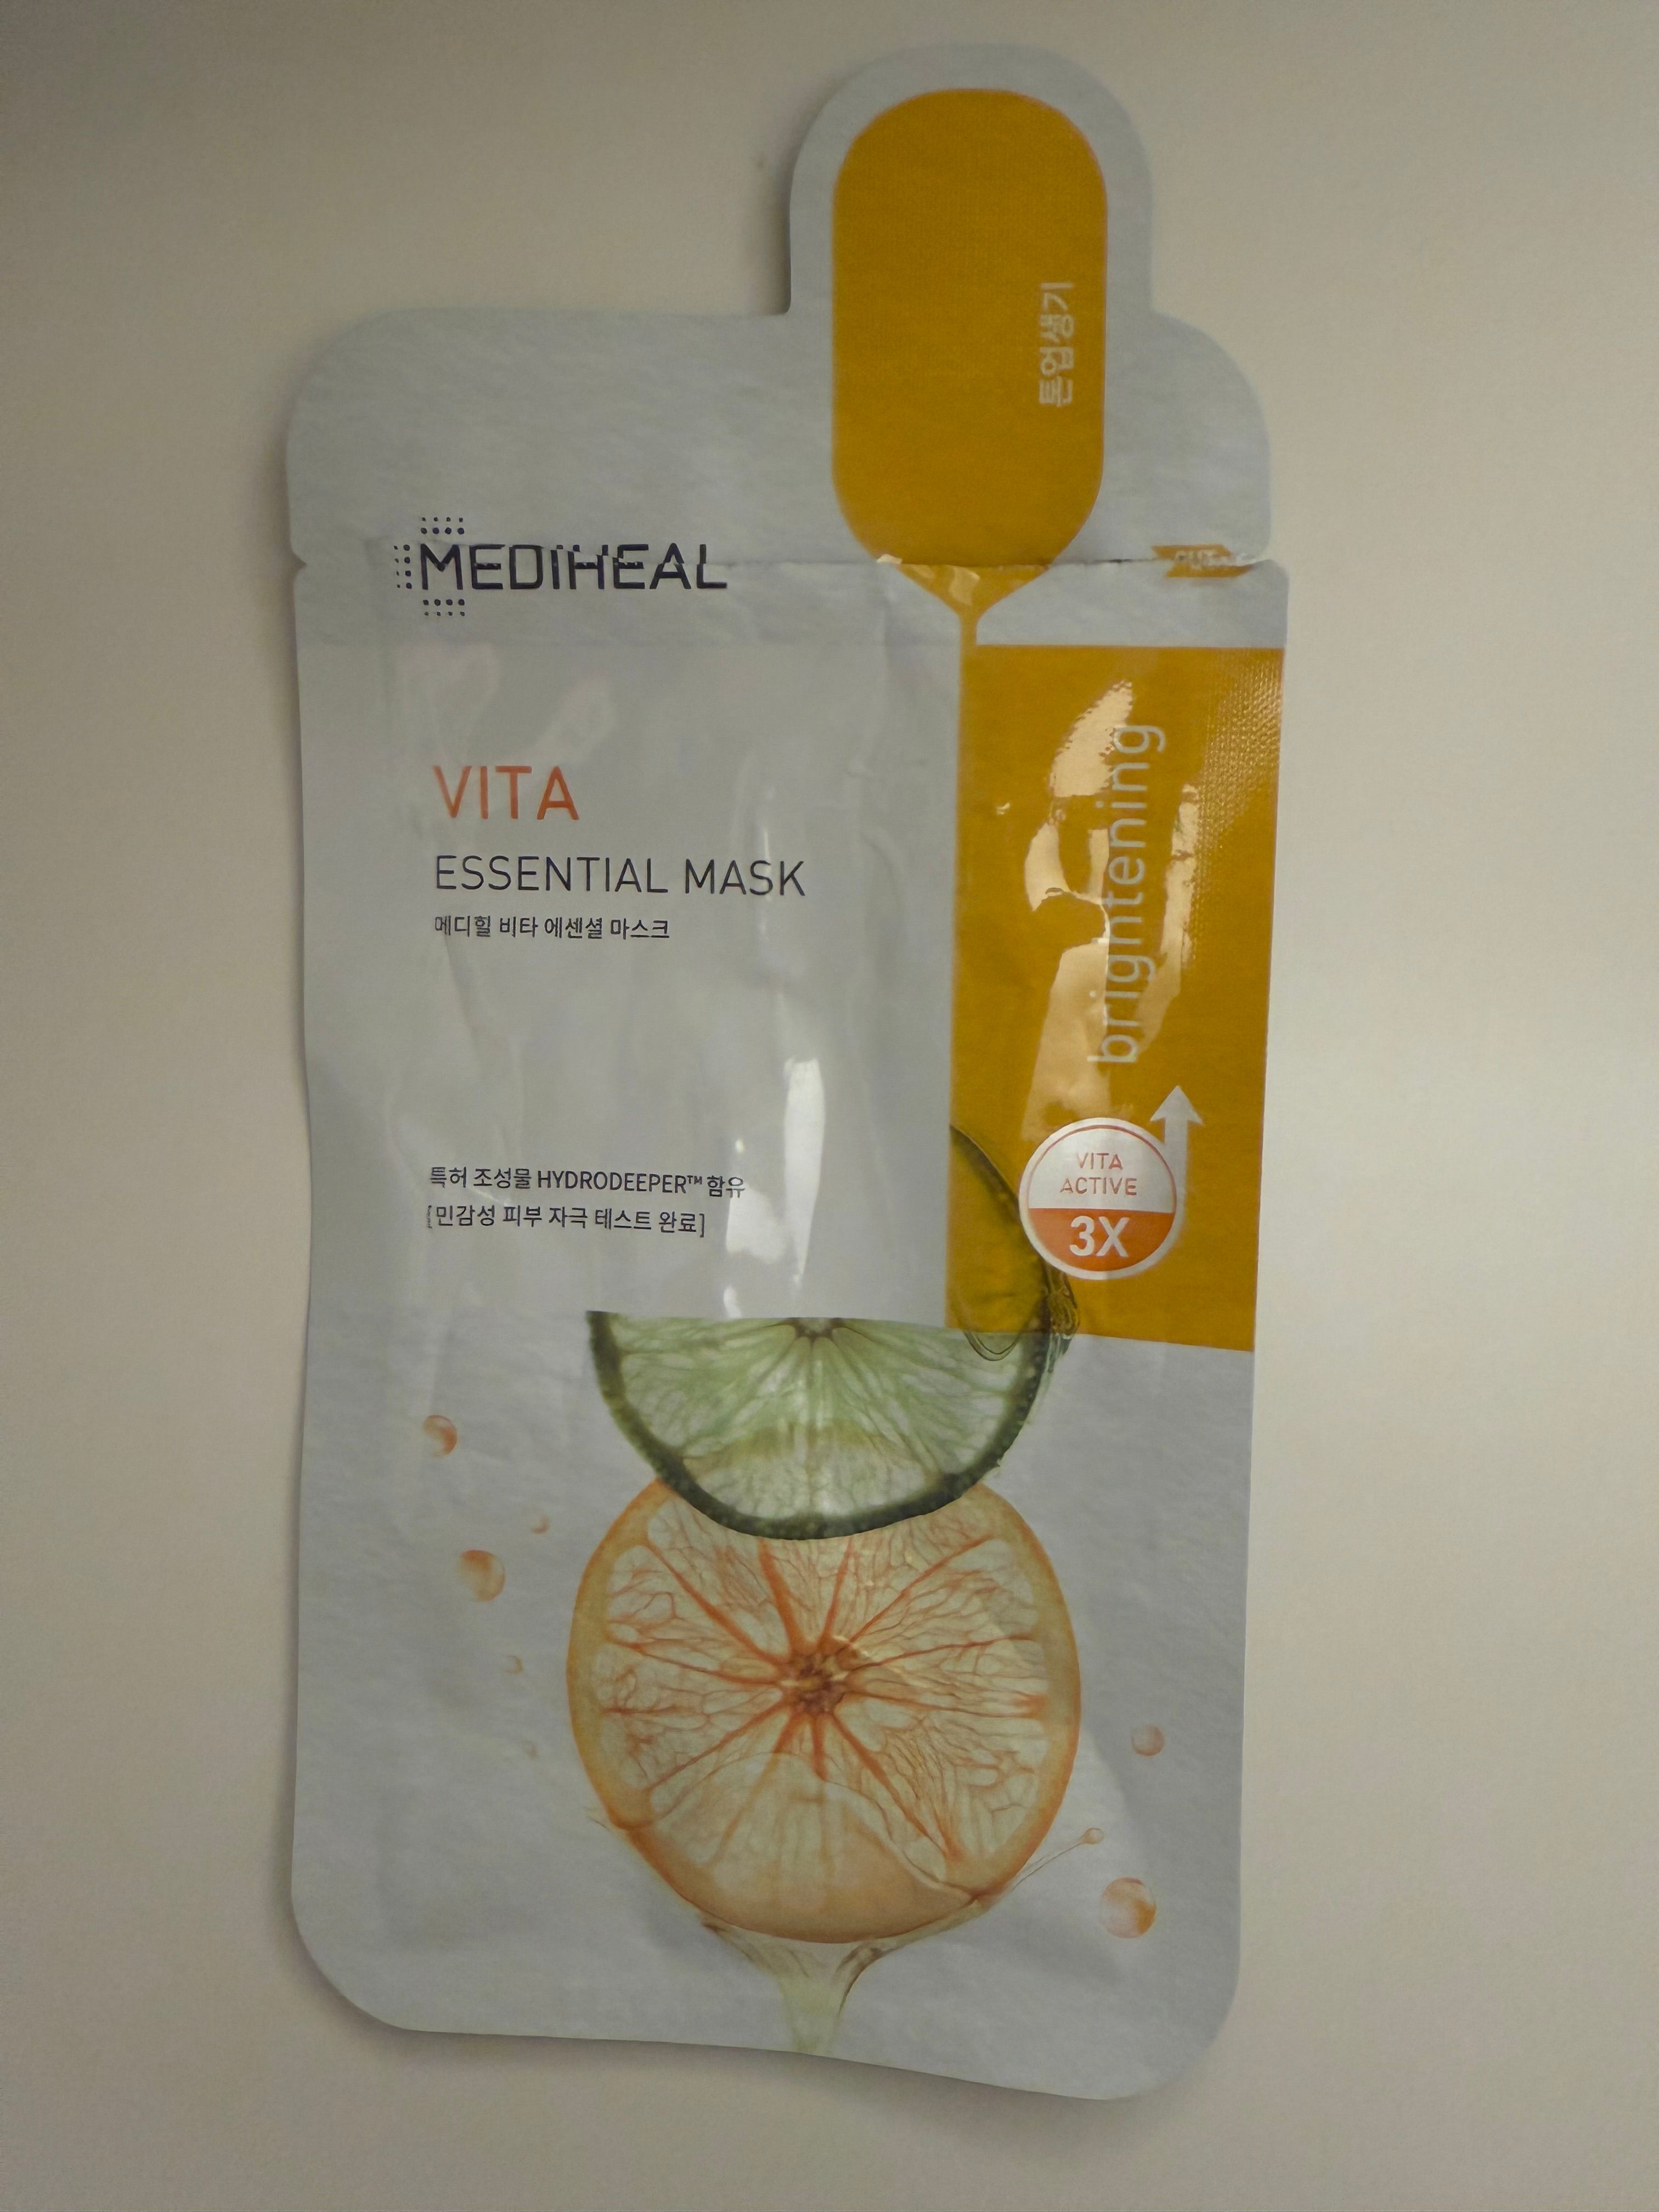 톤업생기
MEDIHEAL
CUT
VITA
ESSENTIAL MASK
메디힐 비타 에센셜 마스크
brightening
특허 조성물 HYDRODEEPER™ 함유
[민감성 피부 자극 테스트 완료]
VITA
ACTIVE
3X